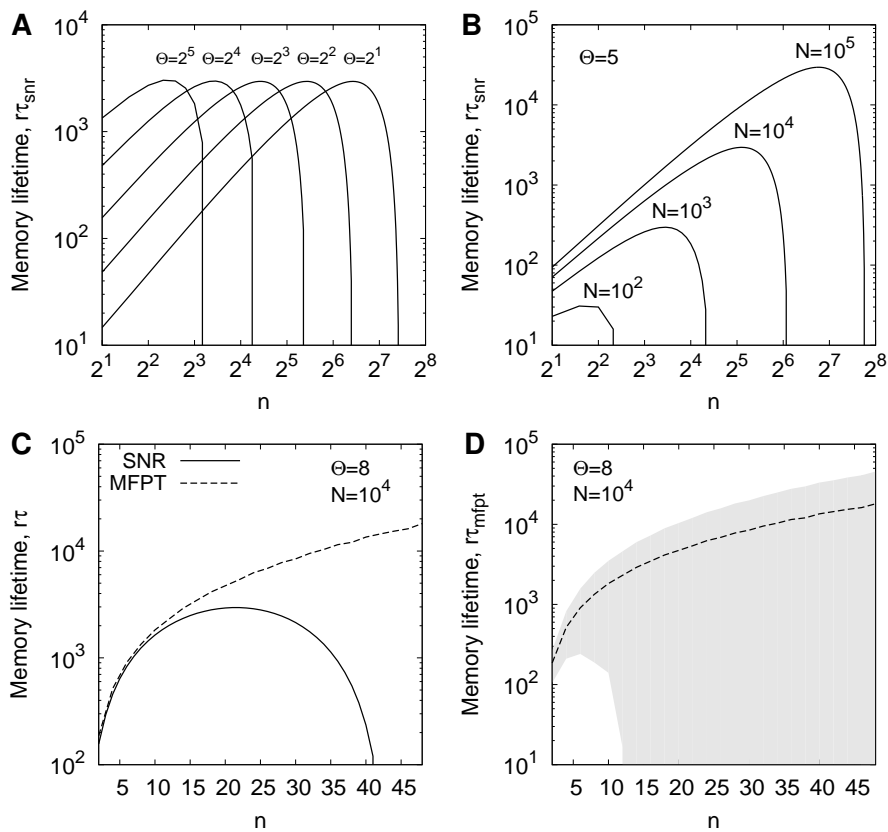 A
Memory lifetime, rτ_snr
10^4
10^3
10^2
10^1
Θ=2^5 Θ=2^4 Θ=2^3 Θ=2^2 Θ=2^1
2^1 2^2 2^3 2^4 2^5 2^6 2^7 2^8
n
B
Memory lifetime, rτ_snr
10^5
10^4
10^3
10^2
10^1
Θ=5
N=10^5
N=10^4
N=10^3
N=10^2
2^1 2^2 2^3 2^4 2^5 2^6 2^7 2^8
n
C
Memory lifetime, rτ
10^5
10^4
10^3
10^2
SNR
MFPT
Θ=8
N=10^4
5 10 15 20 25 30 35 40 45
n
D
Memory lifetime, rτ_mfpt
10^5
10^4
10^3
10^2
10^1
Θ=8
N=10^4
5 10 15 20 25 30 35 40 45
n